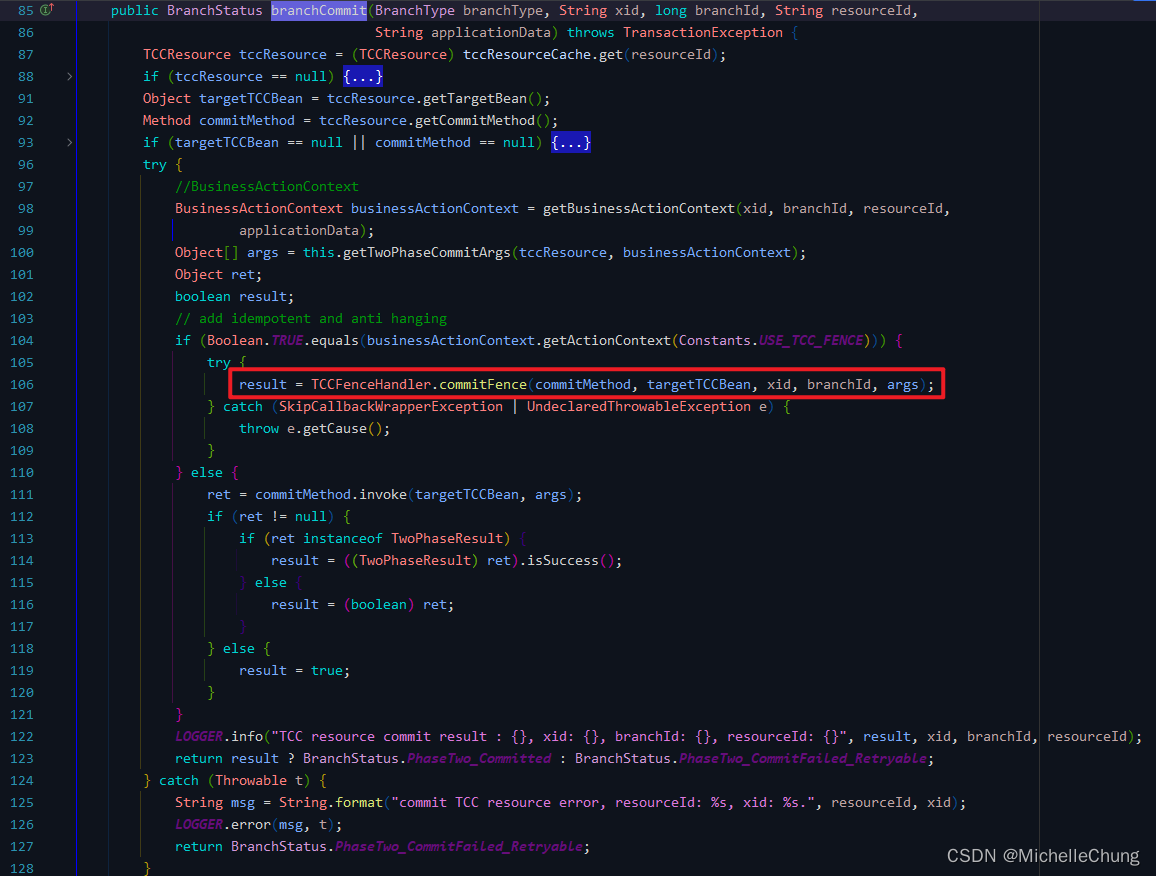 85 public BranchStatus branchCommit(BranchType branchType, String xid, long branchId, String resourceId,
86 String applicationData) throws TransactionException {
87 TCCResource tccResource = (TCCResource) tccResourceCache.get(resourceId);
88 if (tccResource == null) {...}
91 Object targetTCCBean = tccResource.getTargetBean();
92 Method commitMethod = tccResource.getCommitMethod();
93 if (targetTCCBean == null || commitMethod == null) {...}
96 try {
97 //BusinessActionContext
98 BusinessActionContext businessActionContext = getBusinessActionContext(xid, branchId, resourceId,
99 applicationData);
100 Object[] args = this.getTwoPhaseCommitArgs(tccResource, businessActionContext);
101 Object ret;
102 boolean result;
103 // add idempotent and anti hanging
104 if (Boolean.TRUE.equals(businessActionContext.getActionContext(Constants.USE_TCC_FENCE))) {
105 try {
106 result = TCCFenceHandler.commitFence(commitMethod, targetTCCBean, xid, branchId, args);
107 } catch (SkipCallbackWrapperException | UndeclaredThrowableException e) {
108 throw e.getCause();
109 }
110 } else {
111 ret = commitMethod.invoke(targetTCCBean, args);
112 if (ret != null) {
113 if (ret instanceof TwoPhaseResult) {
114 result = ((TwoPhaseResult) ret).isSuccess();
115 } else {
116 result = (boolean) ret;
117 }
118 } else {
119 result = true;
120 }
121 }
122 LOGGER.info("TCC resource commit result : {}, xid: {}, branchId: {}, resourceId: {}", result, xid, branchId, resourceId);
123 return result ? BranchStatus.PhaseTwo_Committed : BranchStatus.PhaseTwo_CommitFailed_Retryable;
124 } catch (Throwable t) {
125 String msg = String.format("commit TCC resource error, resourceId: %s, xid: %s.", resourceId, xid);
126 LOGGER.error(msg, t);
127 return BranchStatus.PhaseTwo_CommitFailed_Retryable;
128 }
CSDN @MichelleChung